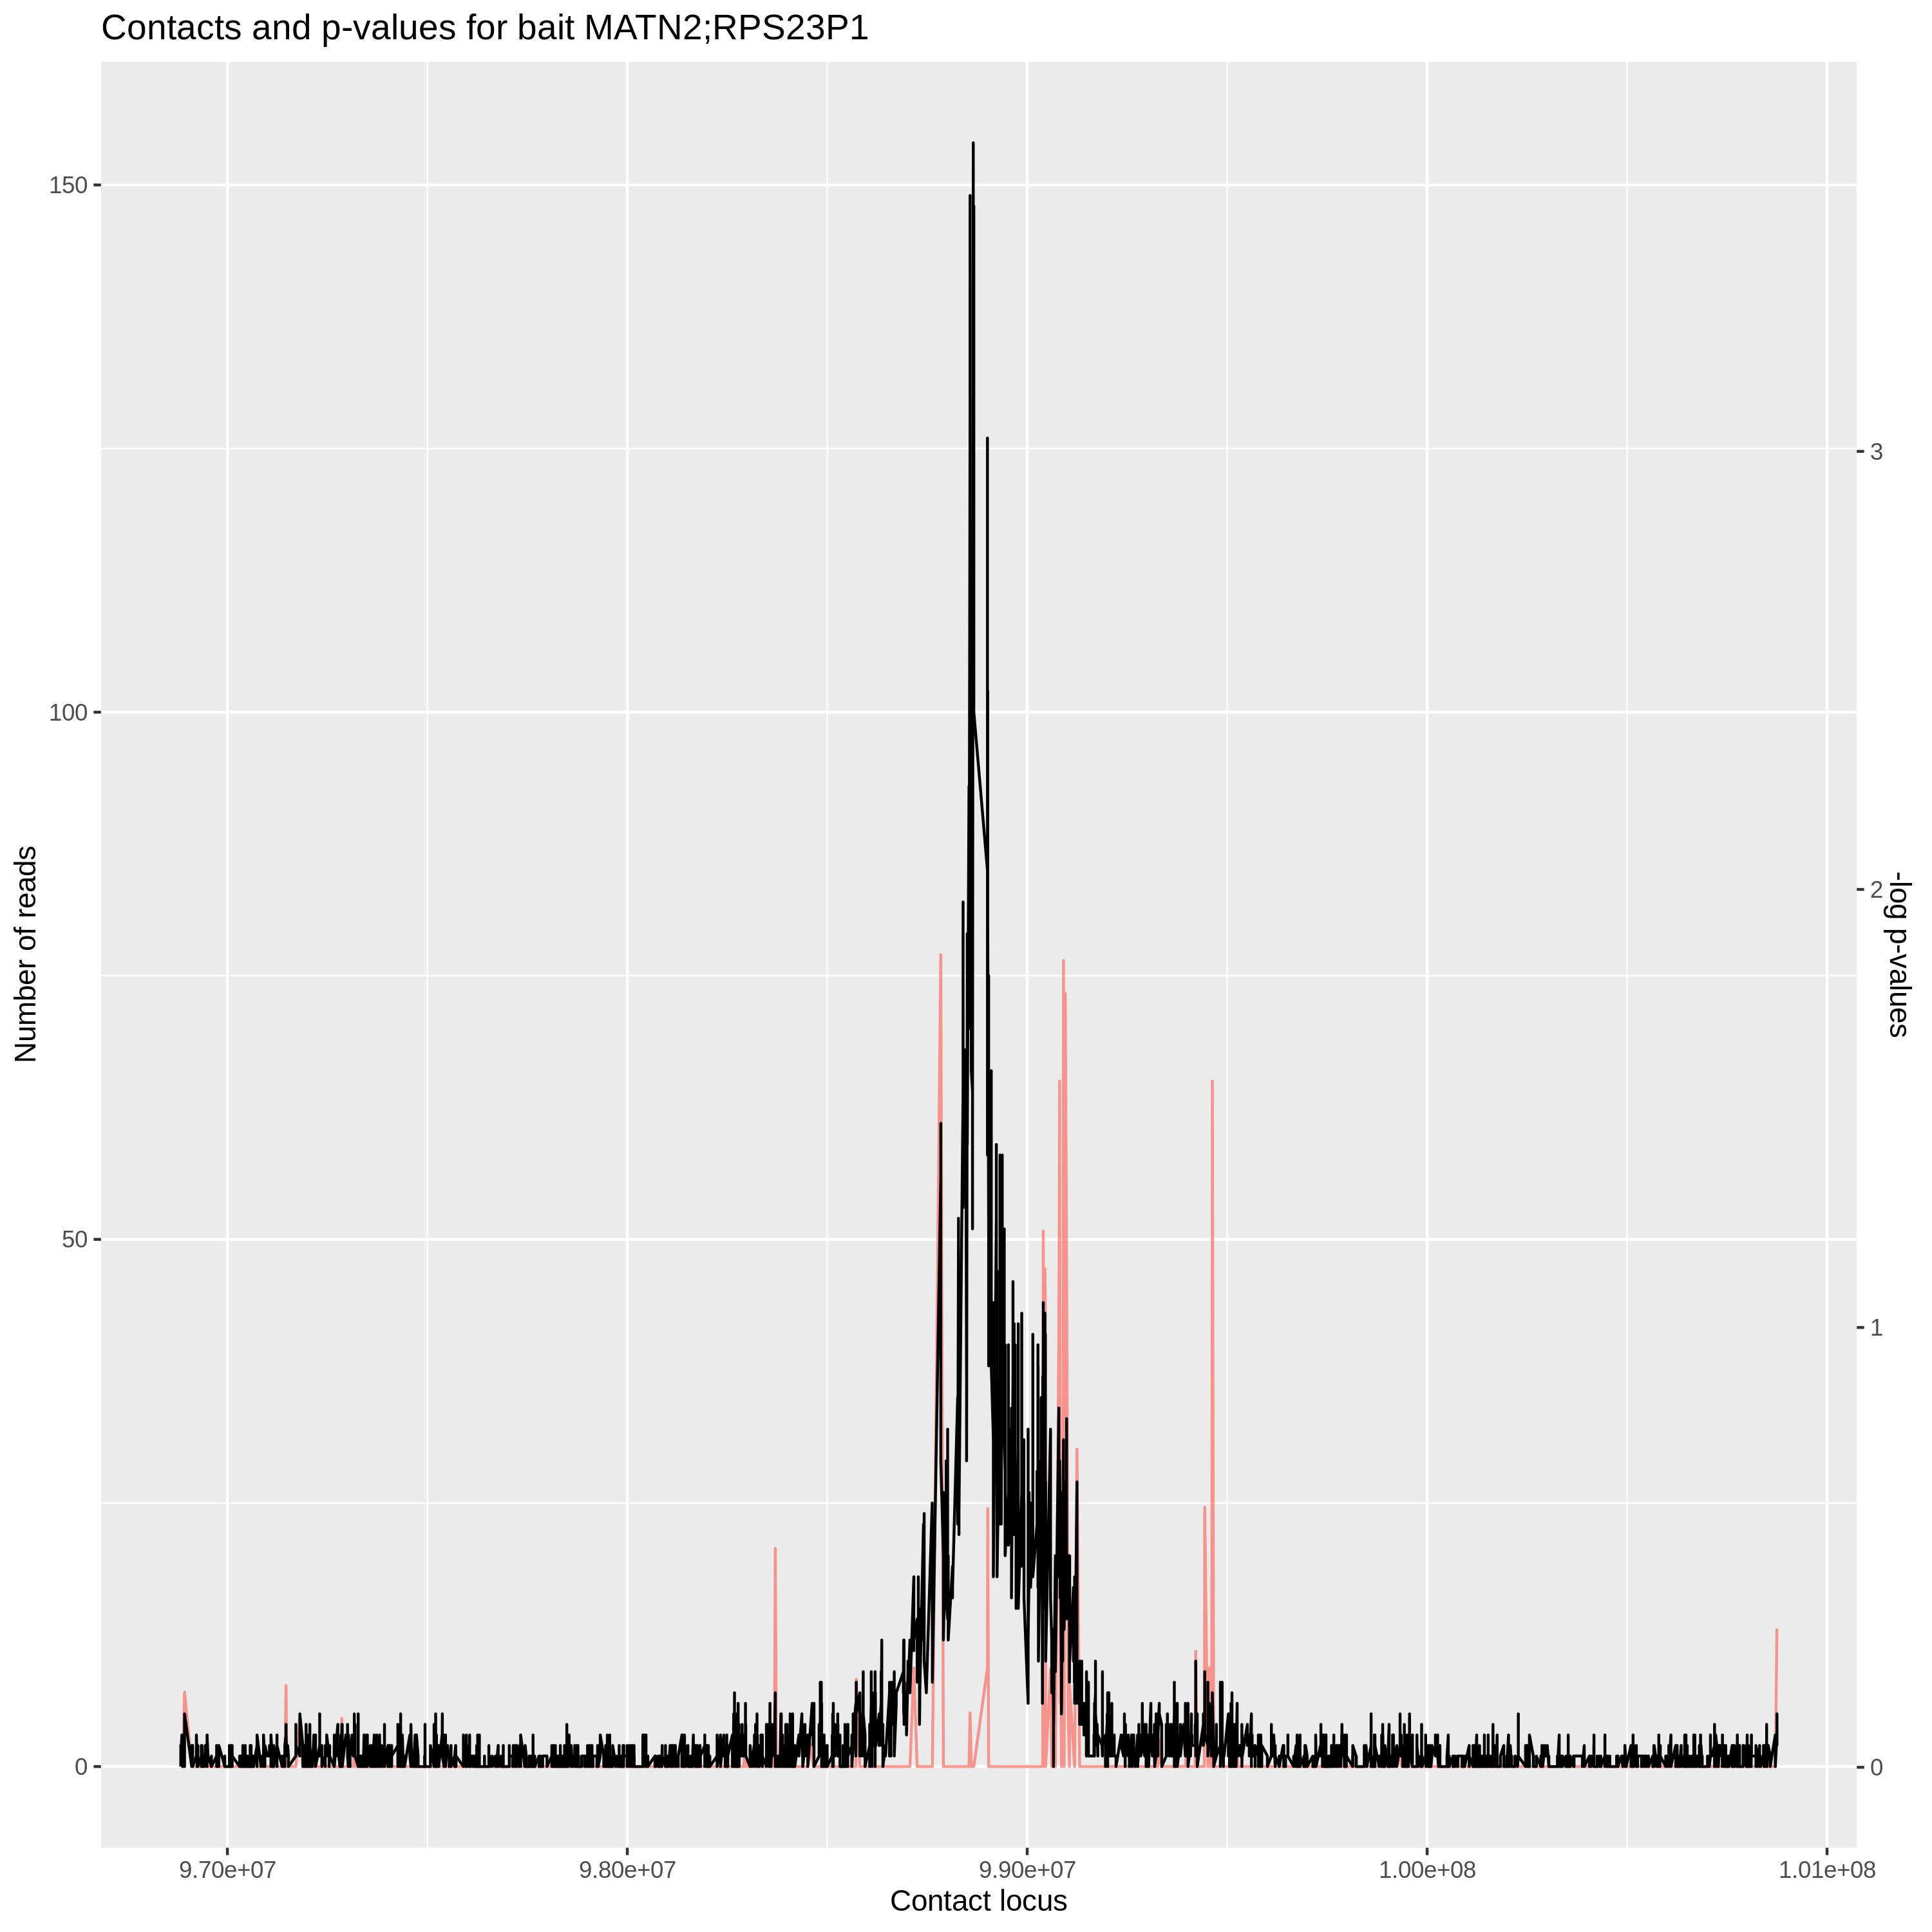 Contacts and p-values for bait MATN2;RPS23P1
150
100
50
0
Number of reads
3
2
1
0
-log p-values
9.70e+07 9.80e+07 9.90e+07 1.00e+08 1.01e+08
Contact locus